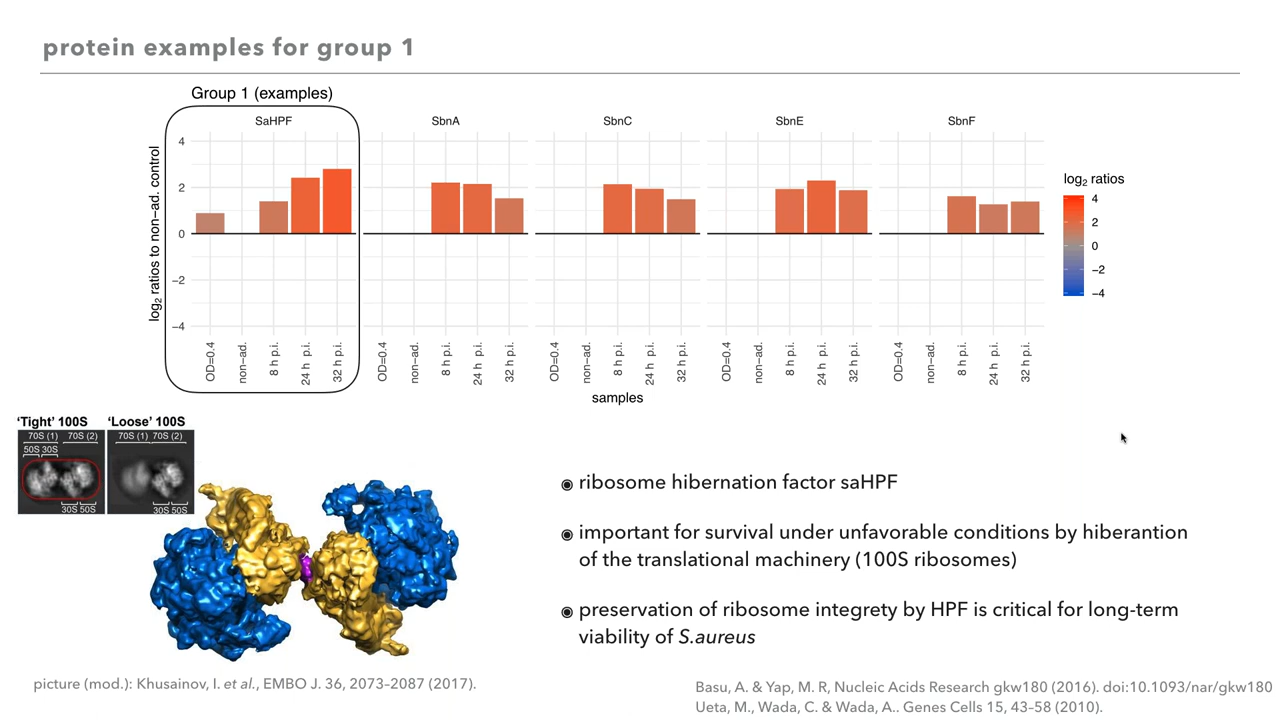 protein examples for group 1
Group 1 (examples)
SaHPF SbnA SbnC SbnE SbnF
log2 ratios to non–ad. control
4
2
0
−2
−4
OD=0.4 non–ad. 8 h p.i. 24 h p.i. 32 h p.i.
OD=0.4 non–ad. 8 h p.i. 24 h p.i. 32 h p.i.
OD=0.4 non–ad. 8 h p.i. 24 h p.i. 32 h p.i.
OD=0.4 non–ad. 8 h p.i. 24 h p.i. 32 h p.i.
OD=0.4 non–ad. 8 h p.i. 24 h p.i. 32 h p.i.
samples
log2 ratios
4
2
0
−2
−4
‘Tight’ 100S ‘Loose’ 100S
70S (1) 70S (2) 70S (1) 70S (2)
50S 30S
30S 50S 30S 50S
◉ ribosome hibernation factor saHPF
◉ important for survival under unfavorable conditions by hiberantion
of the translational machinery (100S ribosomes)
◉ preservation of ribosome integrety by HPF is critical for long-term
viability of S.aureus
picture (mod.): Khusainov, I. et al., EMBO J. 36, 2073–2087 (2017).
Basu, A. & Yap, M. R, Nucleic Acids Research gkw180 (2016). doi:10.1093/nar/gkw180
Ueta, M., Wada, C. & Wada, A.. Genes Cells 15, 43–58 (2010).